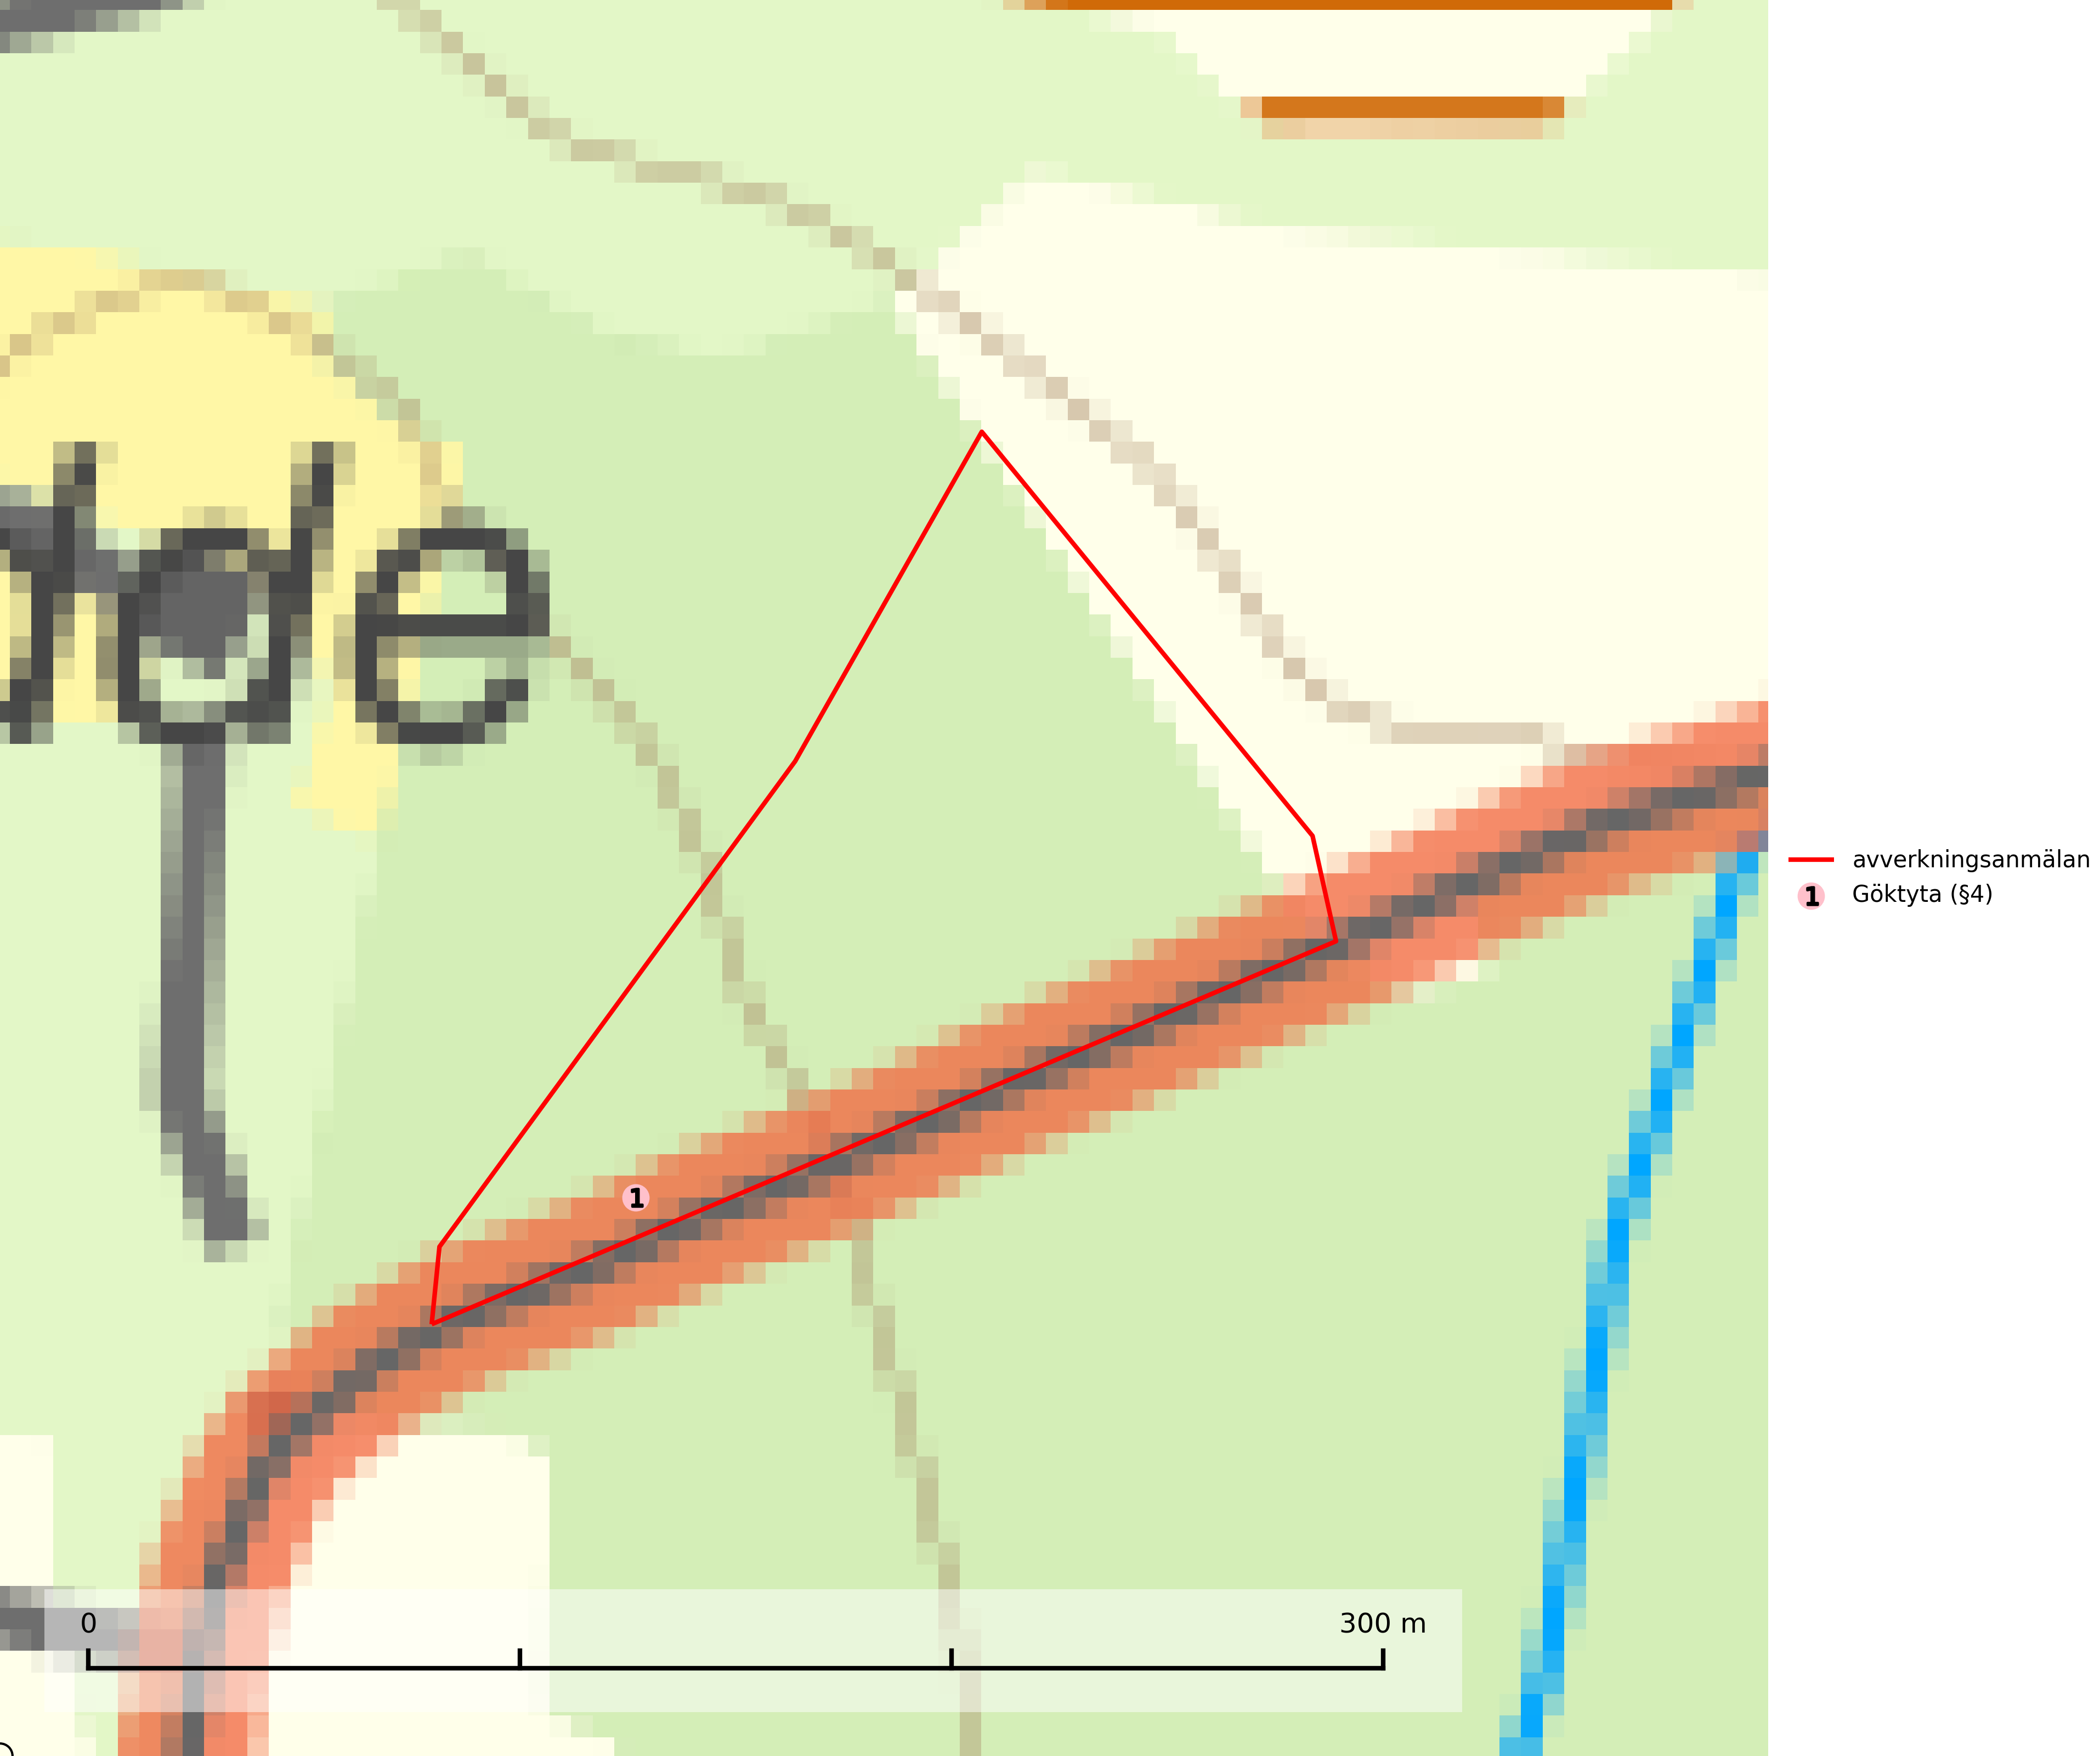 avverkningsanmälan
1 Göktyta (§4)
1
0 300 m